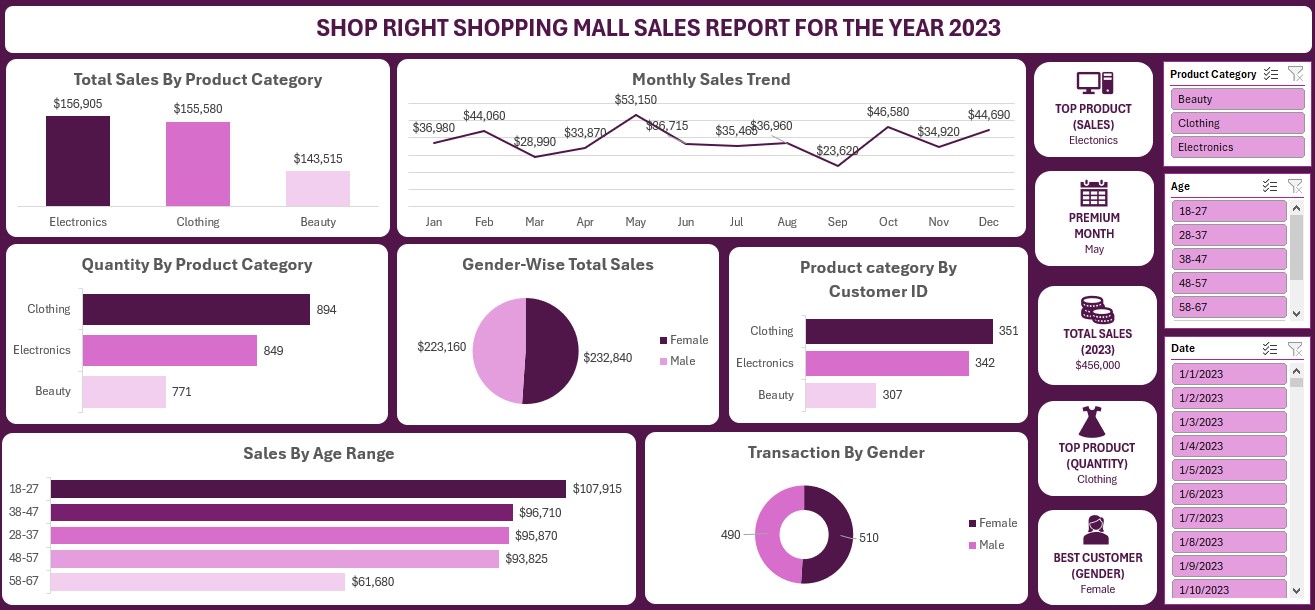 SHOP RIGHT SHOPPING MALL SALES REPORT FOR THE YEAR 2023
Total Sales By Product Category
$156,905
$155,580
$143,515
Electronics
Clothing
Beauty
Monthly Sales Trend
$36,980
$44,060
$28,990
$33,870
$53,150
$36,715
$35,465
$36,960
$23,620
$46,580
$34,920
$44,690
Jan
Feb
Mar
Apr
May
Jun
Jul
Aug
Sep
Oct
Nov
Dec
TOP PRODUCT
(SALES)
Electonics
PREMIUM
MONTH
May
TOTAL SALES
(2023)
$456,000
TOP PRODUCT
(QUANTITY)
Clothing
BEST CUSTOMER
(GENDER)
Female
Product Category
Beauty
Clothing
Electronics
Age
18-27
28-37
38-47
48-57
58-67
Date
1/1/2023
1/2/2023
1/3/2023
1/4/2023
1/5/2023
1/6/2023
1/7/2023
1/8/2023
1/9/2023
1/10/2023
Quantity By Product Category
Clothing
894
Electronics
849
Beauty
771
Gender-Wise Total Sales
$223,160
$232,840
Female
Male
Product category By
Customer ID
Clothing
351
Electronics
342
Beauty
307
Sales By Age Range
18-27
$107,915
38-47
$96,710
28-37
$95,870
48-57
$93,825
58-67
$61,680
Transaction By Gender
490
510
Female
Male